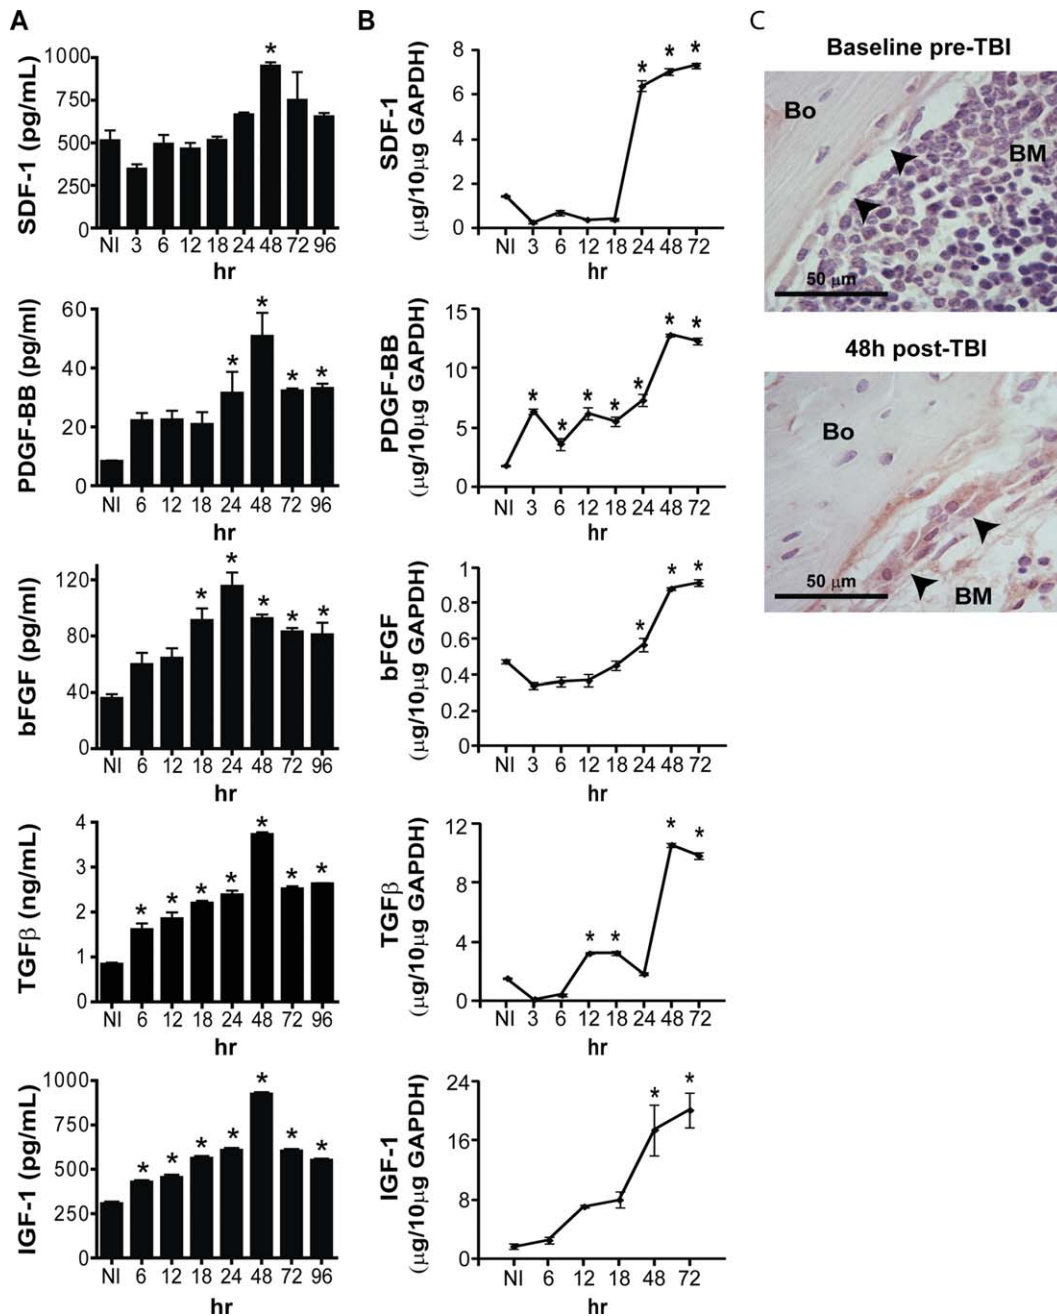 A
SDF-1 (pg/mL)
1000
750
500
250
0
*
NI 3 6 12 18 24 48 72 96
hr
PDGF-BB (pg/ml)
60
40
20
0
* * * *
NI 6 12 18 24 48 72 96
hr
bFGF (pg/ml)
120
80
40
0
* * * * *
NI 6 12 18 24 48 72 96
hr
TGFβ (ng/mL)
4
3
2
1
0
* * * * * * *
NI 6 12 18 24 48 72 96
hr
IGF-1 (pg/mL)
1000
750
500
250
0
* * * * * * *
NI 6 12 18 24 48 72 96
hr
B
SDF-1
(μg/10μg GAPDH)
8
6
4
2
0
* * *
NI 3 6 12 18 24 48 72
hr
PDGF-BB
(μg/10μg GAPDH)
15
10
5
0
* * * * * * *
NI 3 6 12 18 24 48 72
hr
bFGF
(μg/10μg GAPDH)
1
0.8
0.6
0.4
0.2
0
* * *
NI 3 6 12 18 24 48 72
hr
TGFβ
(μg/10μg GAPDH)
12
8
4
0
* * * *
NI 3 6 12 18 24 48 72
hr
IGF-1
(μg/10μg GAPDH)
24
16
8
0
* *
NI 6 12 18 48 72
hr
C
Baseline pre-TBI
Bo
BM
50 μm
48h post-TBI
Bo
50 μm
BM